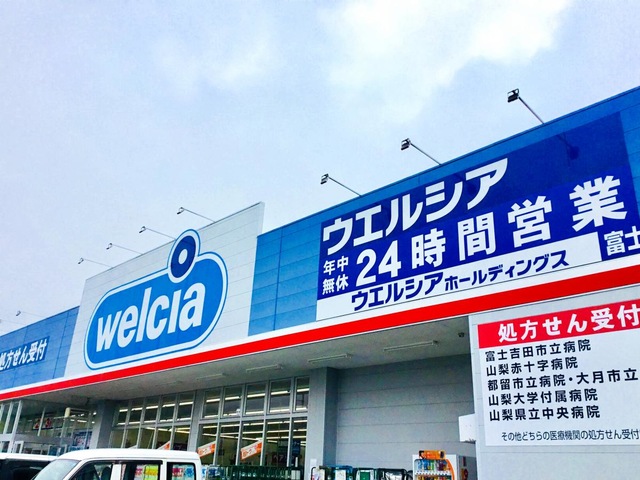 処方せん受付
welcia
ウエルシア
年中
無休
24時間営業
ウエルシアホールディングス
富士
処方せん受付
富士吉田市立病院
山梨赤十字病院
都留市立病院・大月市立
山梨大学付属病院
山梨県立中央病院
その他どちらの医療機関の処方せん受付